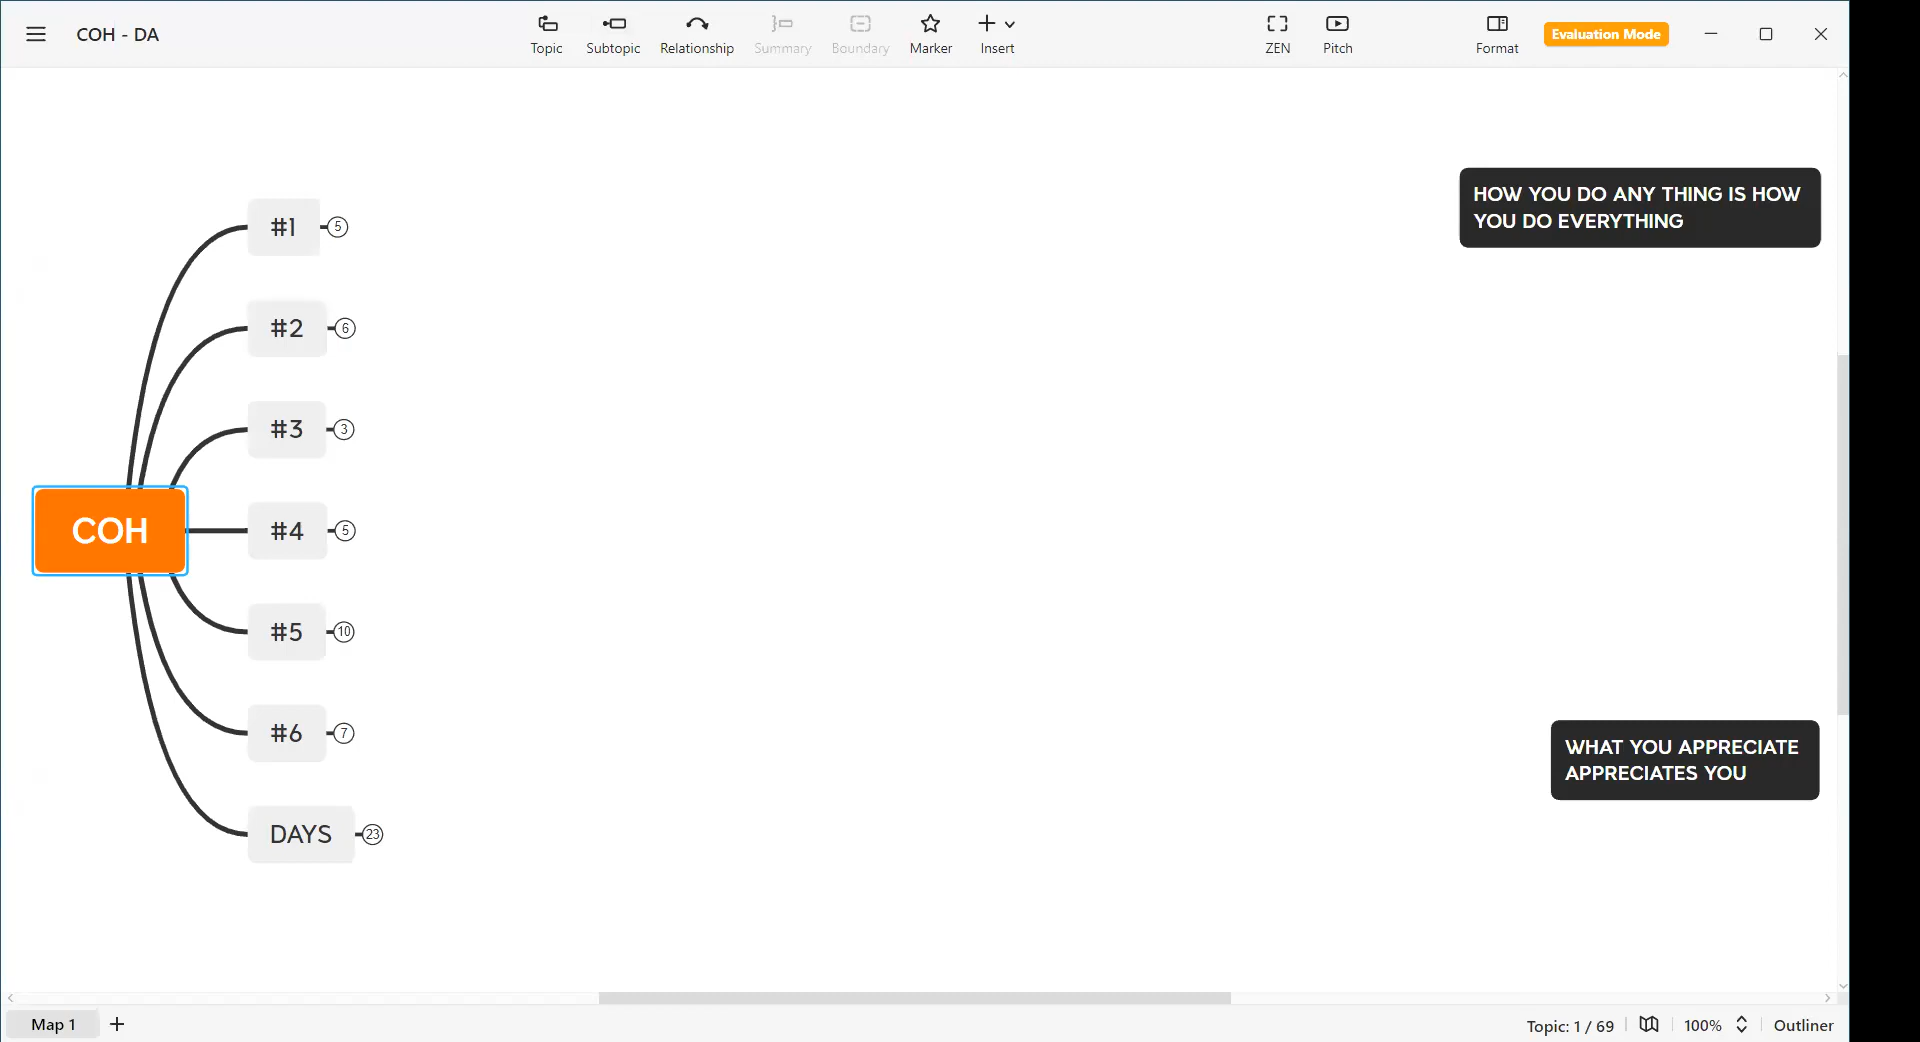 COH - DA
Topic
Subtopic
Relationship
Summary
Boundary
Marker
Insert
ZEN
Pitch
Format
Evaluation Mode
HOW YOU DO ANY THING IS HOW
YOU DO EVERYTHING
#1 5
#2 6
#3 3
COH
#4 5
#5 10
#6 7
WHAT YOU APPRECIATE
APPRECIATES YOU
DAYS 23
Map 1
Topic: 1 / 69
100%
Outliner